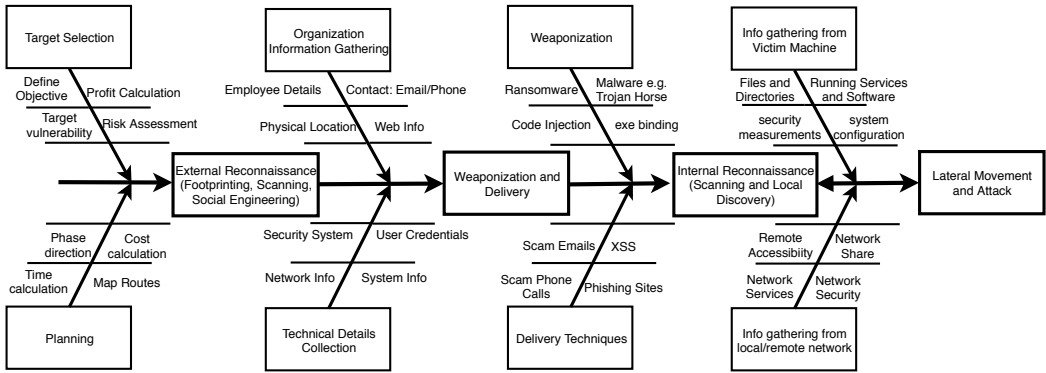 Target Selection
Organization
Information Gathering
Weaponization
Info gathering from
Victim Machine
Define
Objective
Profit Calculation
Target
vulnerability
Risk Assessment
Employee Details
Contact: Email/Phone
Physical Location
Web Info
Ransomware
Malware e.g.
Trojan Horse
Code Injection
exe binding
Files and
Directories
Running Services
and Software
security
measurements
system
configuration
External Reconnaissance
(Footprinting, Scanning,
Social Engineering)
Weaponization and
Delivery
Internal Reconnaissance
(Scanning and Local
Discovery)
Lateral Movement
and Attack
Phase
direction
Cost
calculation
Time
calculation
Map Routes
Security System
User Credentials
Network Info
System Info
Scam Emails
XSS
Scam Phone
Calls
Phishing Sites
Remote
Accessibiity
Network
Share
Network
Services
Network
Security
Planning
Technical Details
Collection
Delivery Techniques
Info gathering from
local/remote network